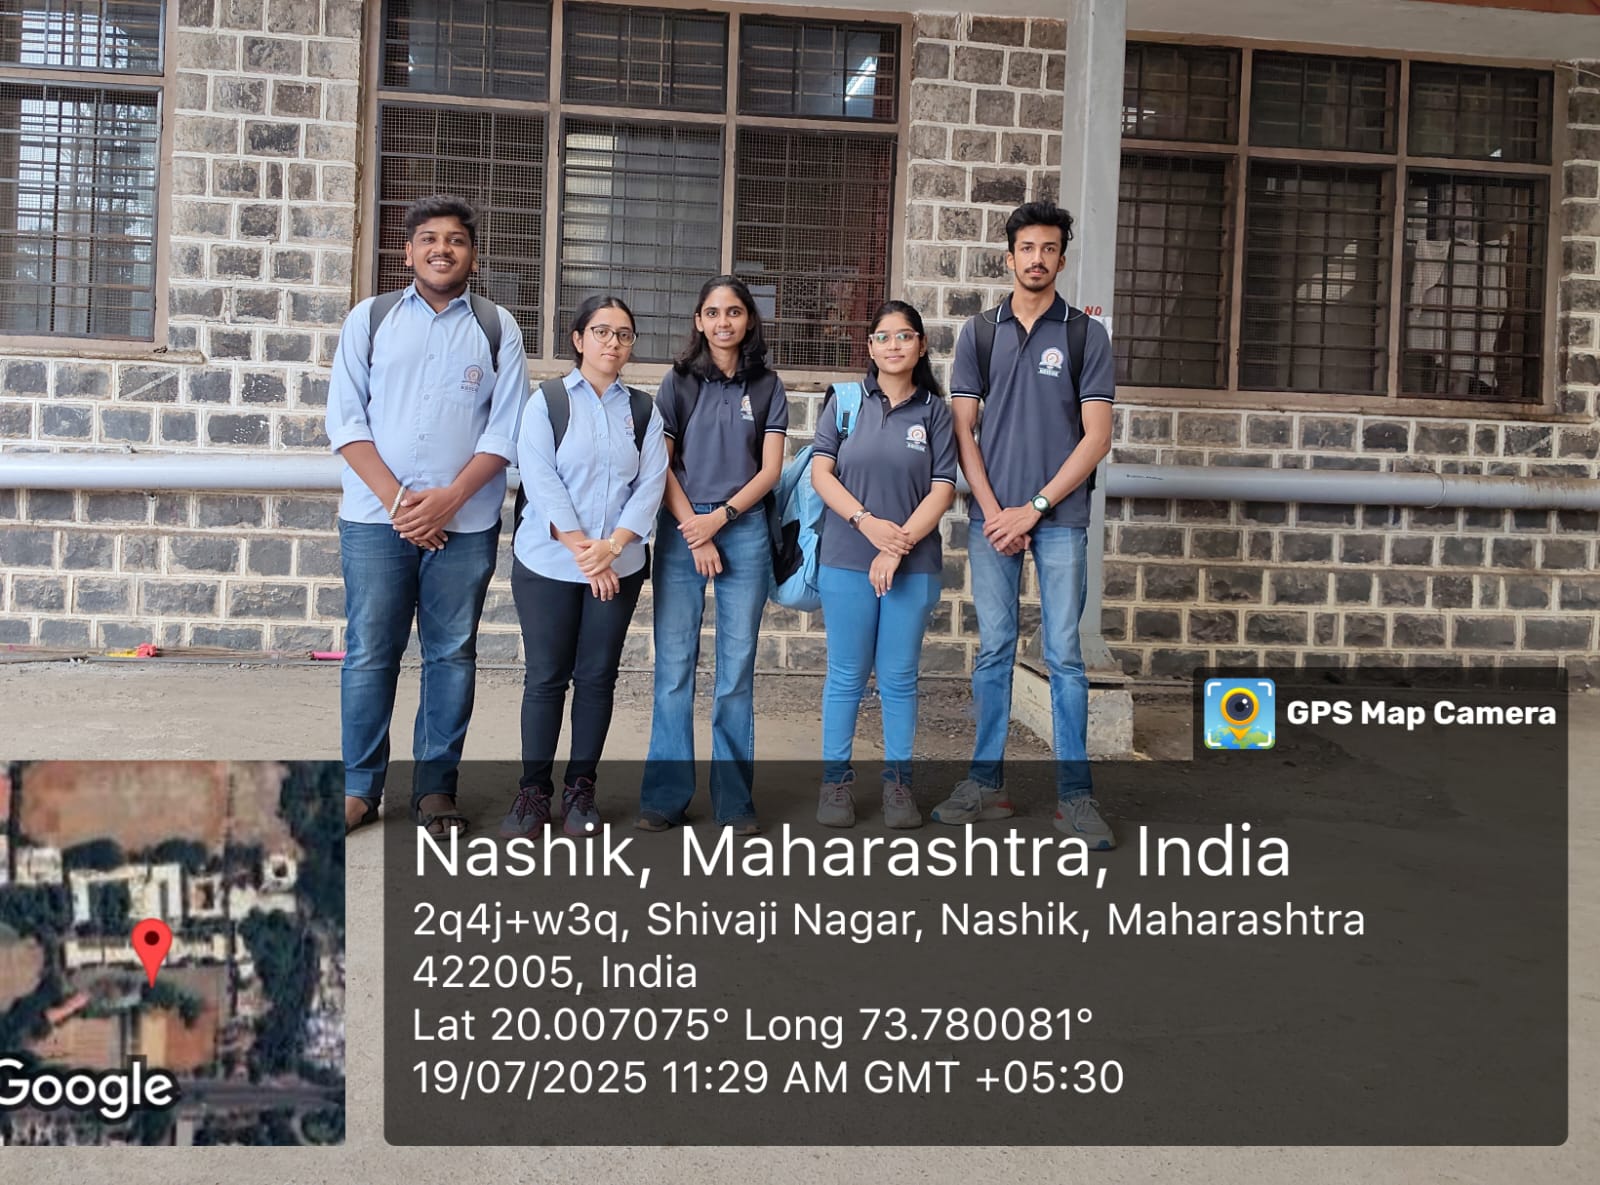 NO
GPS Map Camera
Nashik, Maharashtra, India
2q4j+w3q, Shivaji Nagar, Nashik, Maharashtra
422005, India
Lat 20.007075° Long 73.780081°
19/07/2025 11:29 AM GMT +05:30
Google